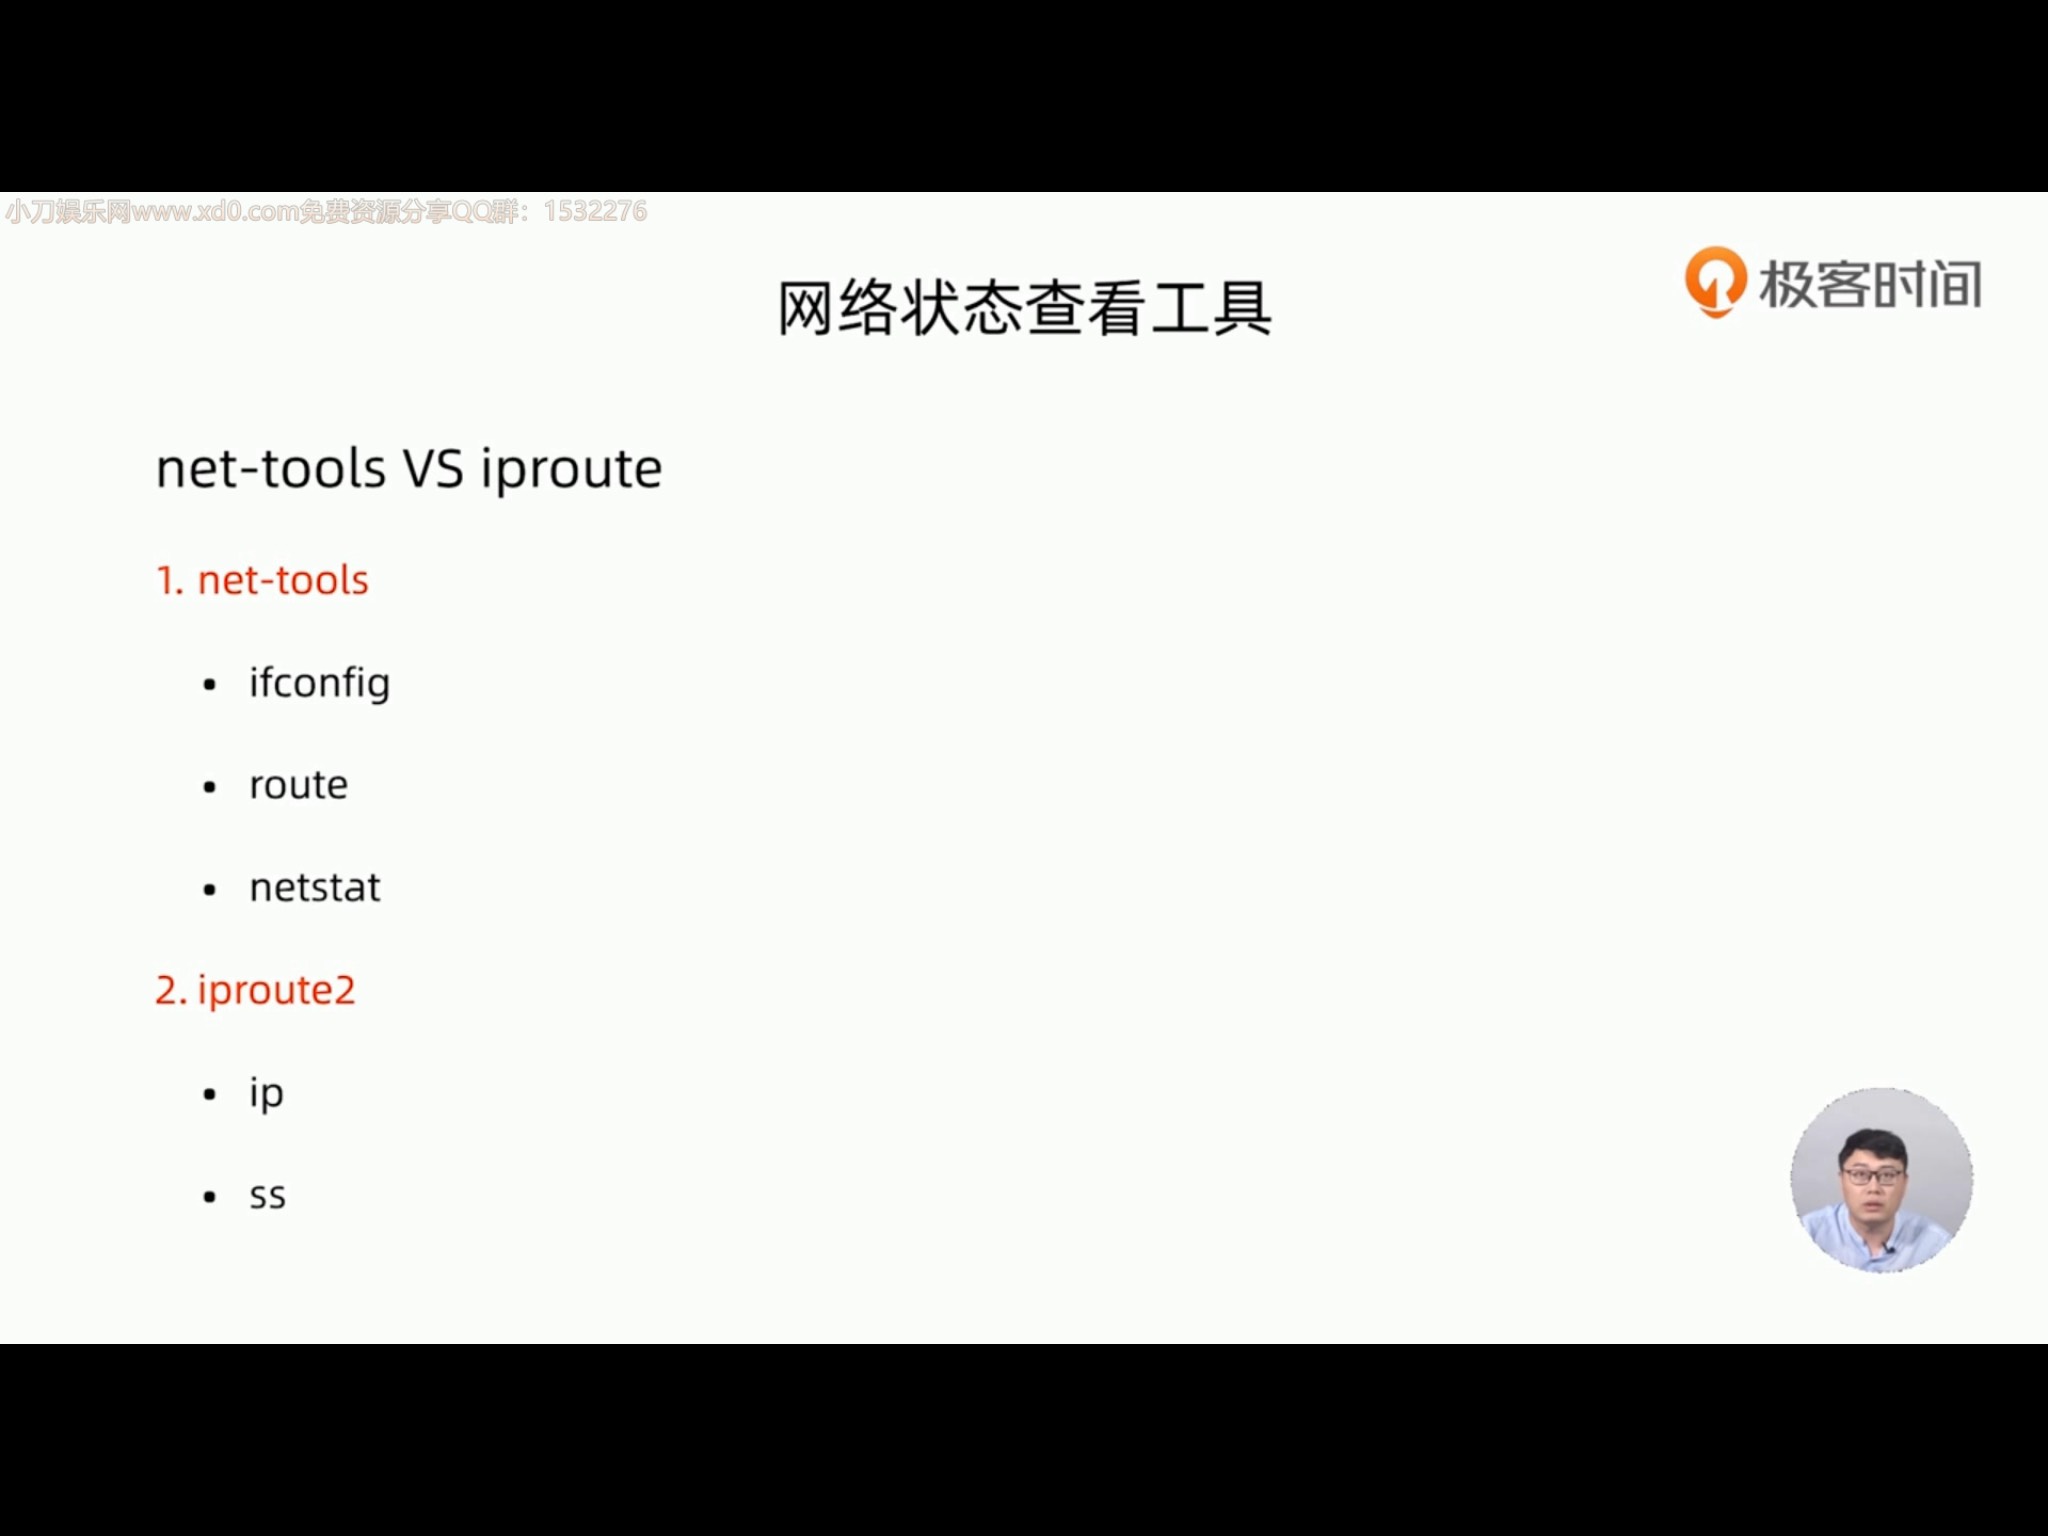 小刀娱乐网www.xd0.com免费资源分享QQ群：1532276
极客时间
网络状态查看工具
net-tools VS iproute
1. net-tools
• ifconfig
• route
• netstat
2. iproute2
• ip
• ss